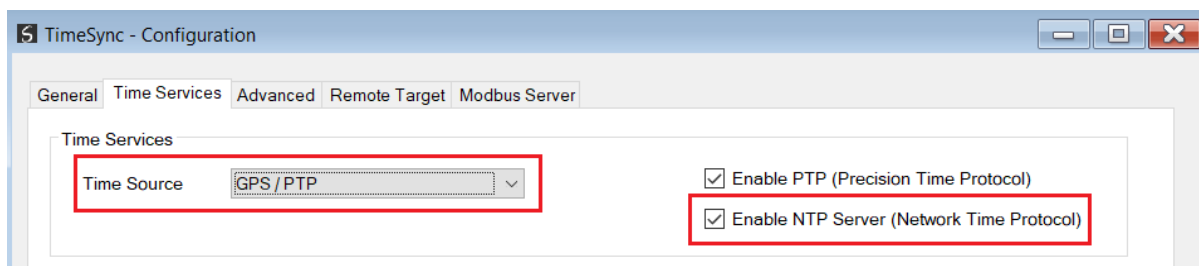 TimeSync - Configuration
General Time Services Advanced Remote Target Modbus Server
Time Services
Time Source GPS / PTP
Enable PTP (Precision Time Protocol)
Enable NTP Server (Network Time Protocol)